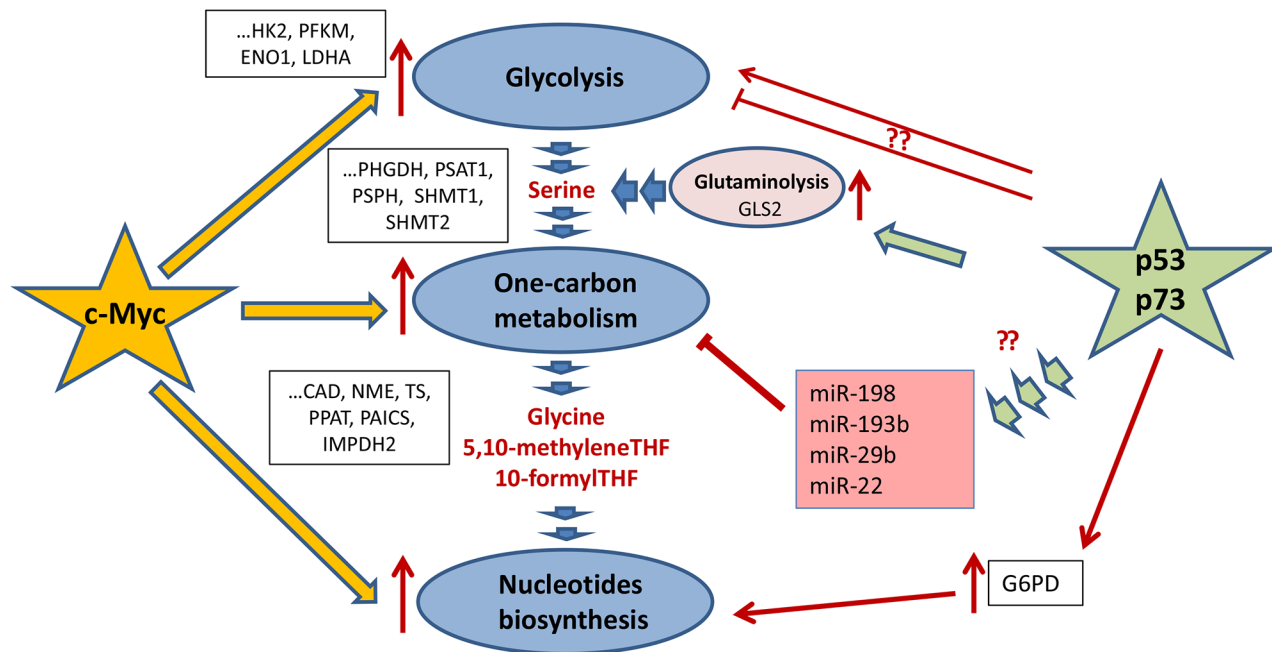 ...HK2, PFKM,
ENO1, LDHA
Glycolysis
??
...PHGDH, PSAT1,
PSPH, SHMT1,
SHMT2
Serine
Glutaminolysis
GLS2
c-Myc
One-carbon
metabolism
p53
p73
??
...CAD, NME, TS,
PPAT, PAICS,
IMPDH2
Glycine
5,10-methyleneTHF
10-formylTHF
miR-198
miR-193b
miR-29b
miR-22
Nucleotides
biosynthesis
G6PD